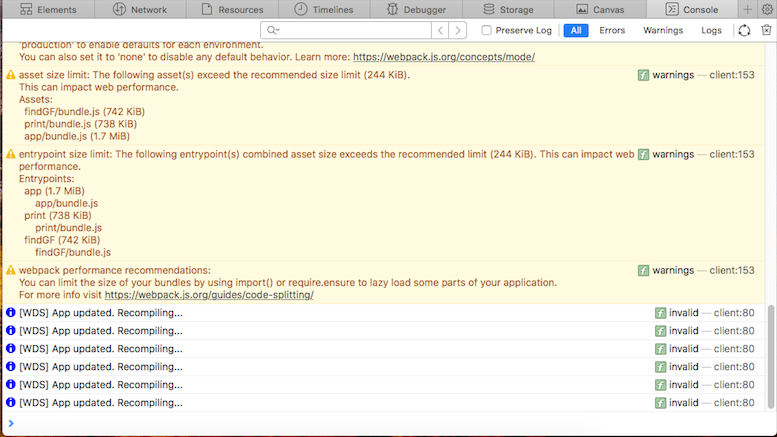 Elements Network Resources Timelines Debugger Storage Canvas Console
Preserve Log All Errors Warnings Logs
'production' to enable defaults for each environment.
You can also set it to 'none' to disable any default behavior. Learn more: https://webpack.js.org/concepts/mode/
asset size limit: The following asset(s) exceed the recommended size limit (244 KiB). f warnings — client:153
This can impact web performance.
Assets:
findGF/bundle.js (742 KiB)
print/bundle.js (738 KiB)
app/bundle.js (1.7 MiB)
entrypoint size limit: The following entrypoint(s) combined asset size exceeds the recommended limit (244 KiB). This can impact web f warnings — client:153
performance.
Entrypoints:
app (1.7 MiB)
app/bundle.js
print (738 KiB)
print/bundle.js
findGF (742 KiB)
findGF/bundle.js
webpack performance recommendations: f warnings — client:153
You can limit the size of your bundles by using import() or require.ensure to lazy load some parts of your application.
For more info visit https://webpack.js.org/guides/code-splitting/
[WDS] App updated. Recompiling... f invalid — client:80
[WDS] App updated. Recompiling... f invalid — client:80
[WDS] App updated. Recompiling... f invalid — client:80
[WDS] App updated. Recompiling... f invalid — client:80
[WDS] App updated. Recompiling... f invalid — client:80
[WDS] App updated. Recompiling... f invalid — client:80